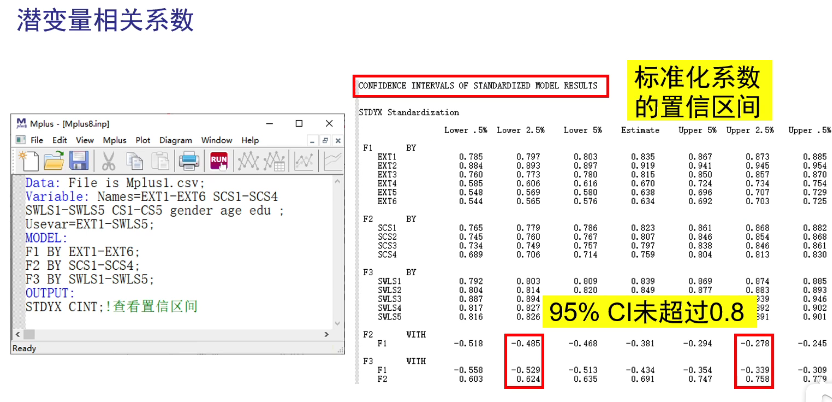 潜变量相关系数
Mplus - [Mplus8.inp]
File Edit View Mplus Plot Diagram Window Help
RUN
Data: File is Mplus1.csv;
Variable: Names=EXT1-EXT6 SCS1-SCS4
SWLS1-SWLS5 CS1-CS5 gender age edu ;
Usevar=EXT1-SWLS5;
MODEL:
F1 BY EXT1-EXT6;
F2 BY SCS1-SCS4;
F3 BY SWLS1-SWLS5;
OUTPUT:
STDYX CINT;!查看置信区间
Ready
标准化系数
的置信区间
CONFIDENCE INTERVALS OF STANDARDIZED MODEL RESULTS
STDYX Standardization
Lower .5% Lower 2.5% Lower 5% Estimate Upper 5% Upper 2.5% Upper .5%
F1 BY
EXT1 0.785 0.797 0.803 0.835 0.867 0.873 0.885
EXT2 0.884 0.893 0.897 0.919 0.941 0.945 0.954
EXT3 0.760 0.773 0.780 0.815 0.850 0.857 0.870
EXT4 0.585 0.606 0.616 0.670 0.724 0.734 0.754
EXT5 0.548 0.569 0.580 0.638 0.696 0.707 0.729
EXT6 0.544 0.565 0.576 0.634 0.692 0.703 0.725
F2 BY
SCS1 0.765 0.779 0.786 0.823 0.861 0.868 0.882
SCS2 0.745 0.760 0.767 0.807 0.846 0.854 0.868
SCS3 0.734 0.749 0.757 0.797 0.838 0.846 0.861
SCS4 0.689 0.706 0.714 0.759 0.804 0.813 0.830
F3 BY
SWLS1 0.792 0.803 0.809 0.839 0.869 0.874 0.885
SWLS2 0.804 0.814 0.820 0.849 0.877 0.883 0.893
SWLS3 0.887 0.894 939 0.946
SWLS4 0.817 0.827 892 0.902
SWLS5 0.816 0.826 891 0.901
95% CI未超过0.8
F2 WITH
F1 -0.518 -0.485 -0.468 -0.381 -0.294 -0.278 -0.245
F3 WITH
F1 -0.558 -0.529 -0.513 -0.434 -0.354 -0.339 -0.309
F2 0.603 0.624 0.635 0.691 0.747 0.758 0.779